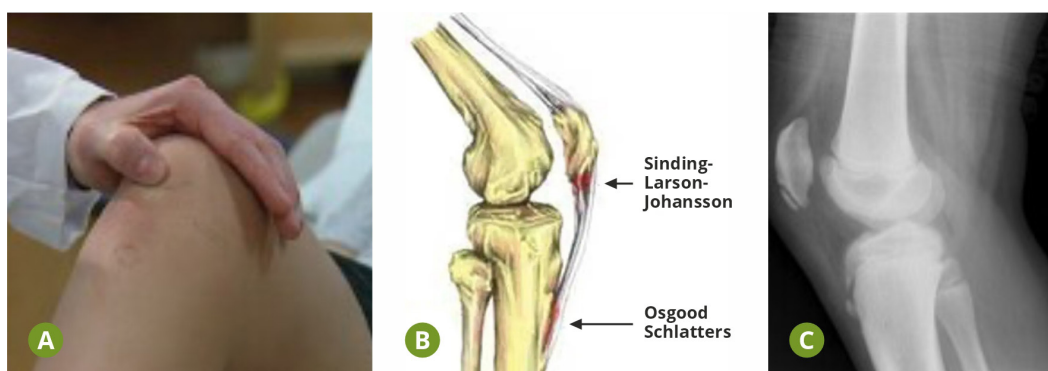 Sinding-
Larson-
Johansson
Osgood
Schlatters
A
B
C